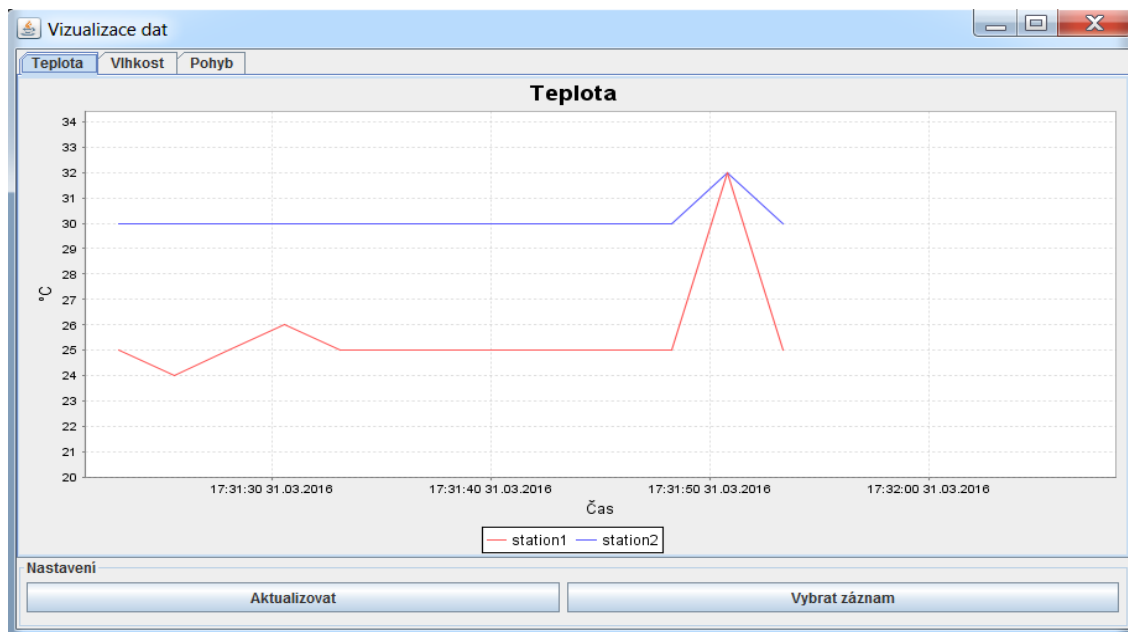 Vizualizace dat
Teplota Vlhkost Pohyb
Teplota
34
33
32
31
30
29
28
27
26
25
24
23
22
21
20
°C
17:31:30 31.03.2016 17:31:40 31.03.2016 17:31:50 31.03.2016 17:32:00 31.03.2016
Čas
station1 station2
Nastavení
Aktualizovat Vybrat záznam